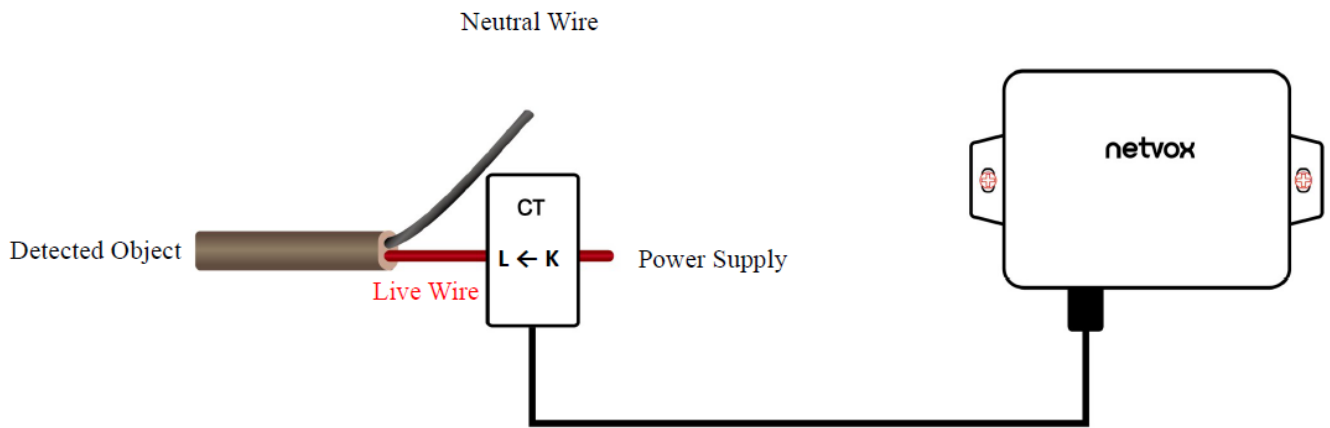 Neutral Wire
netvox
CT
Detected Object
L ← K
Power Supply
Live Wire